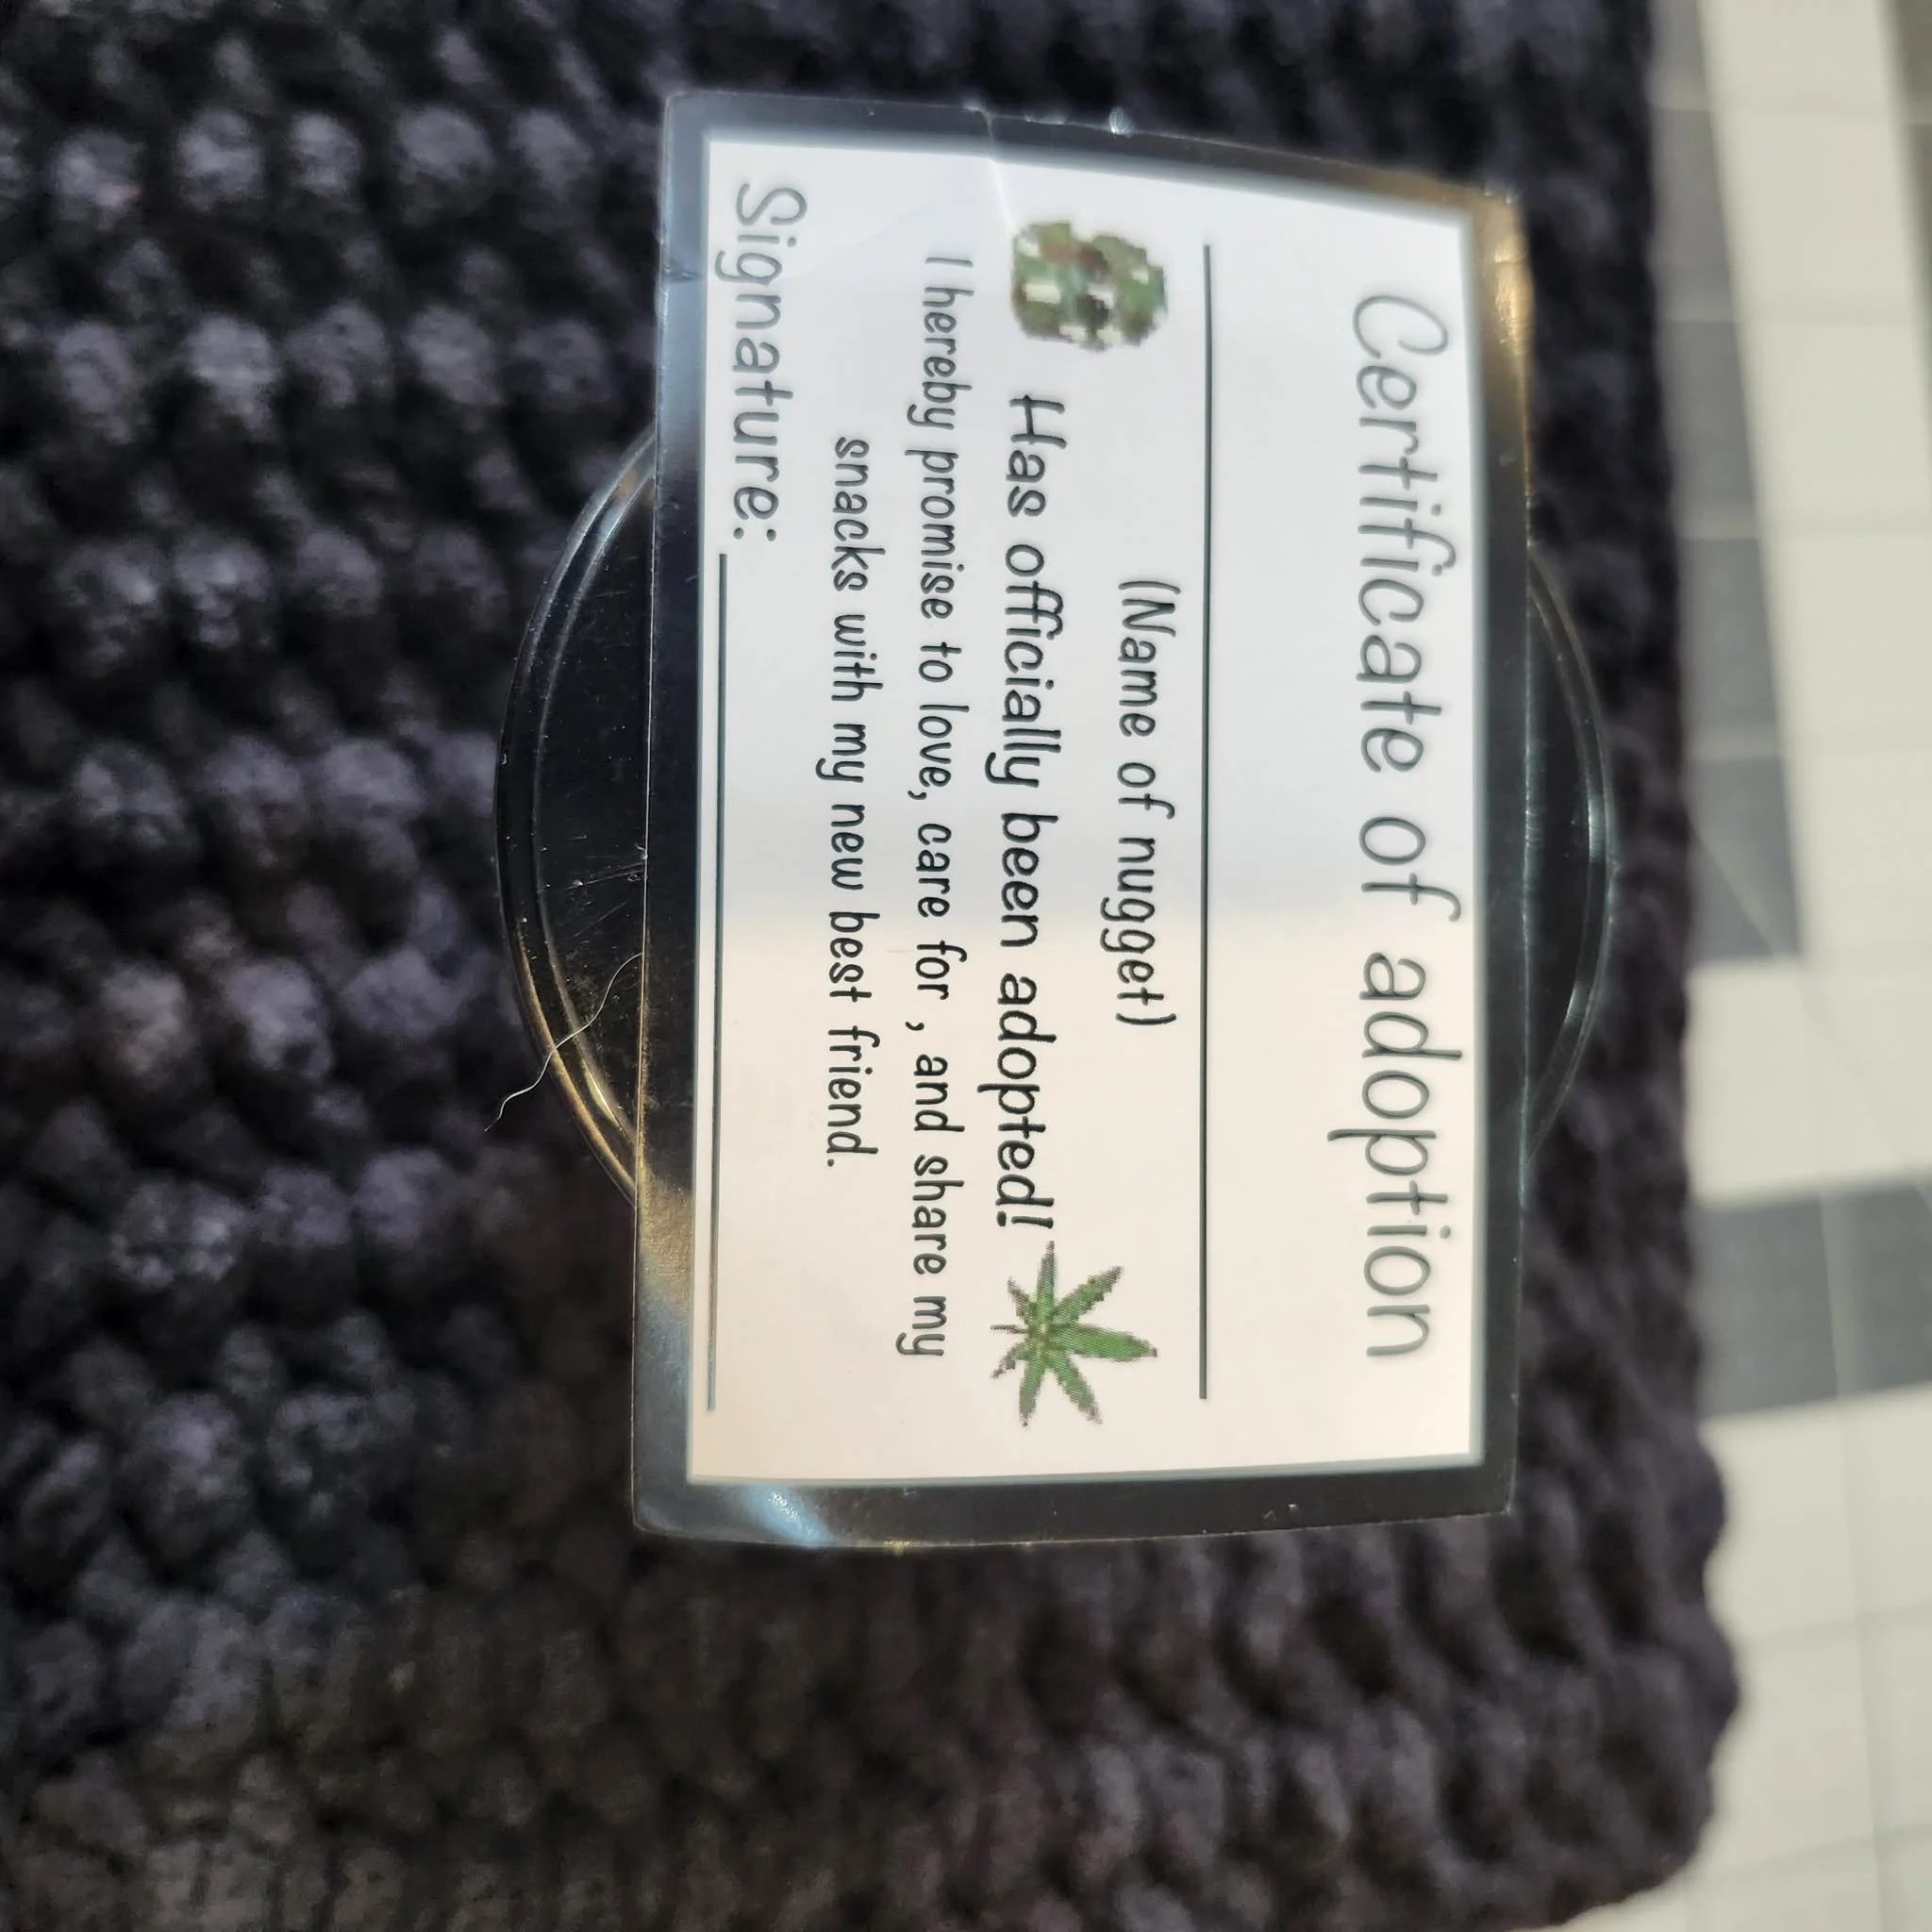 Certificate of adoption
(Name of nugget)
Has officially been adopted!
I hereby promise to love, care for , and share my
snacks with my new best friend.
Signature: